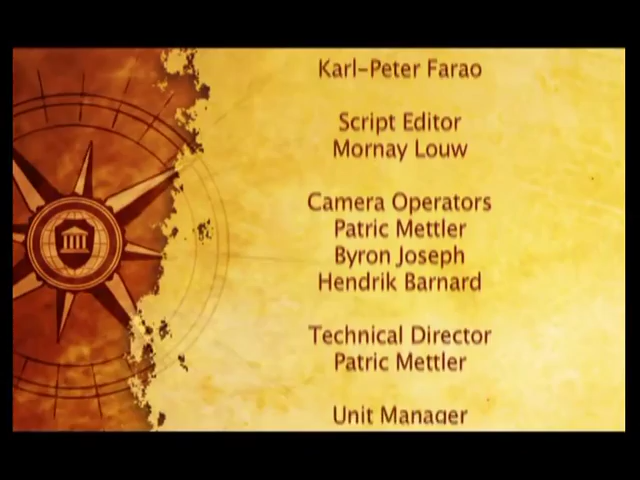 Karl-Peter Farao
Script Editor
Mornay Louw
Camera Operators
Patric Mettler
Byron Joseph
Hendrik Barnard
Technical Director
Patric Mettler
Unit Manager